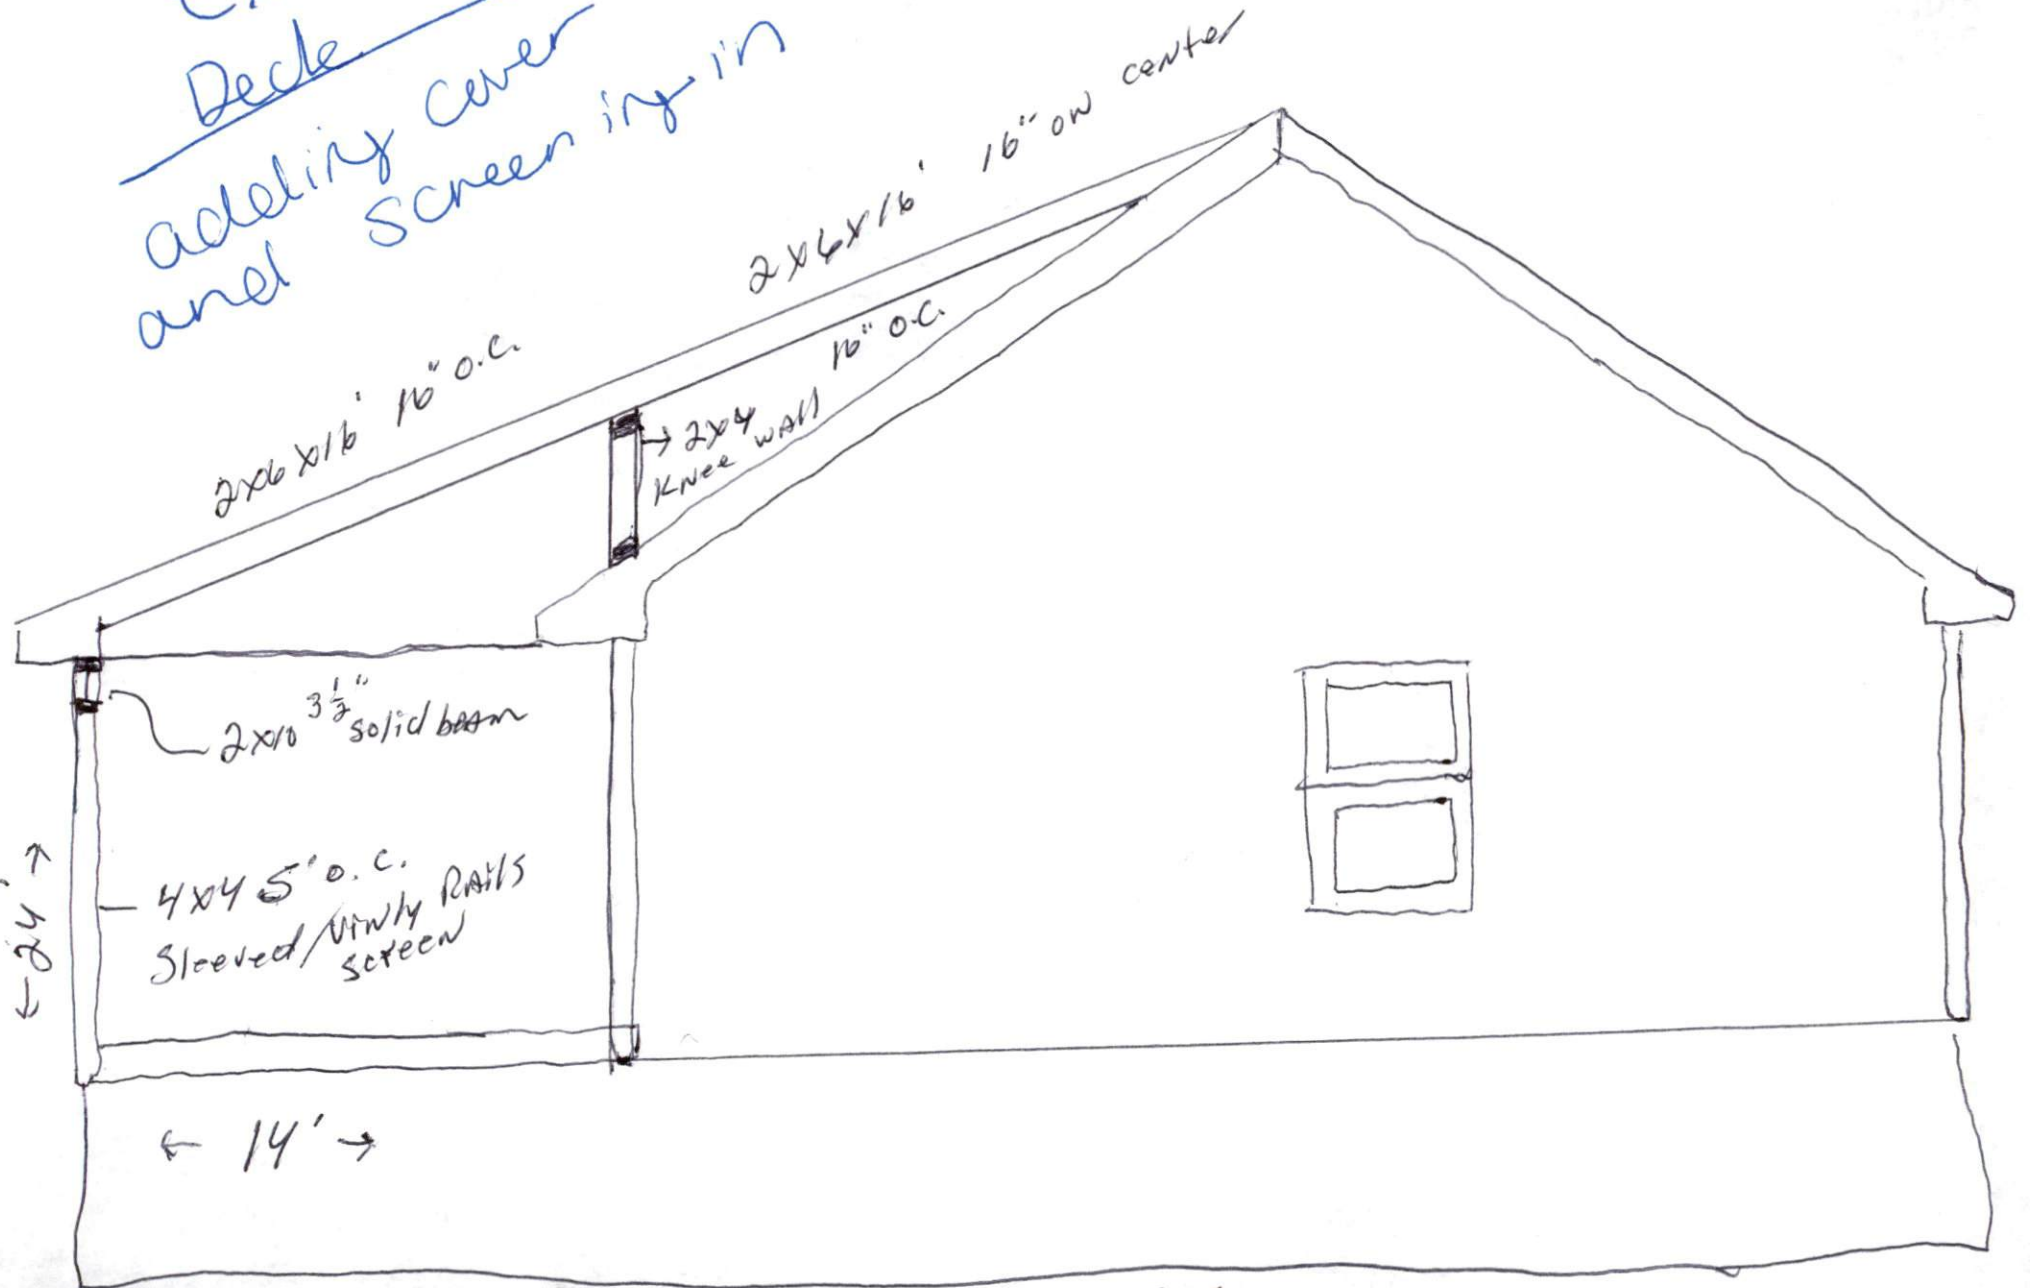 Deck
adding cover
and screening in
2x6x16' 16" on center
2x6x16' 16" o.c.
16" o.c.
2x4
Knee wall
2x10 3½" solid beam
4x4 5' o.c.
Sleeved/Vinly Rails
screen
24'
14'